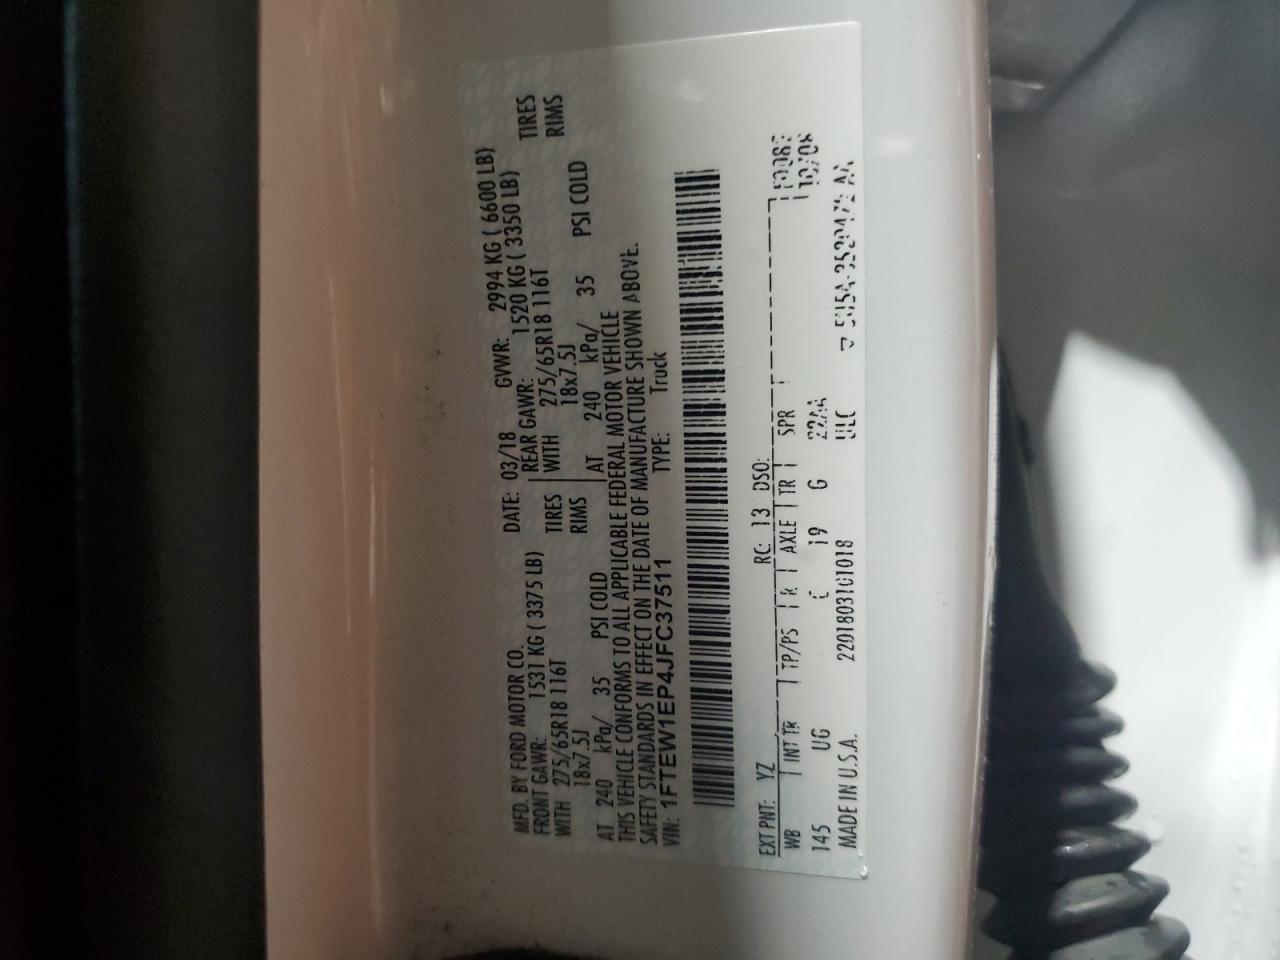 MFD. BY FORD MOTOR CO.
DATE: 03/18 GVWR: 2994 KG ( 6600 LB)
FRONT GAWR: 1531 KG ( 3375 LB) REAR GAWR: 1520 KG ( 3350 LB)
WITH 275/65R18 116T TIRES WITH 275/65R18 116T TIRES
18x7.5J RIMS 18x7.5J RIMS
AT 240 kPa/ 35 PSI COLD AT 240 kPa/ 35 PSI COLD
THIS VEHICLE CONFORMS TO ALL APPLICABLE FEDERAL MOTOR VEHICLE
SAFETY STANDARDS IN EFFECT ON THE DATE OF MANUFACTURE SHOWN ABOVE.
VIN: 1FTEW1EP4JFC37511 TYPE: Truck
EXT PNT: YZ RC: 13 DSO:
WB INT TR TP/PS R AXLE TR SPR
145 UG 19 G
MADE IN U.S.A. ULC